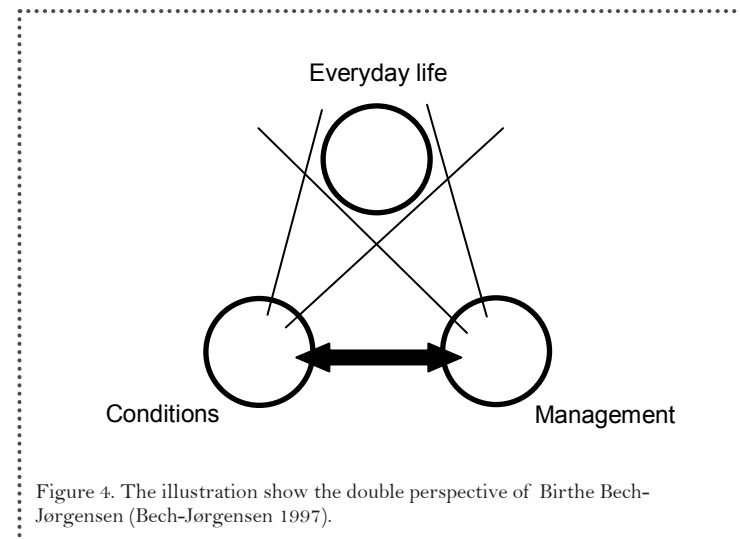 Everyday life
Conditions
Management
Figure 4. The illustration show the double perspective of Birthe Bech-
Jørgensen (Bech-Jørgensen 1997).